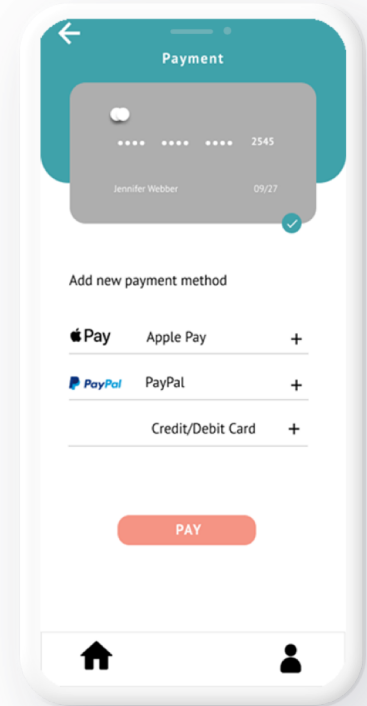 Payment
•••• •••• •••• 2545
Jennifer Webber 09/27
Add new payment method
Pay Apple Pay +
PayPal PayPal +
Credit/Debit Card +
PAY